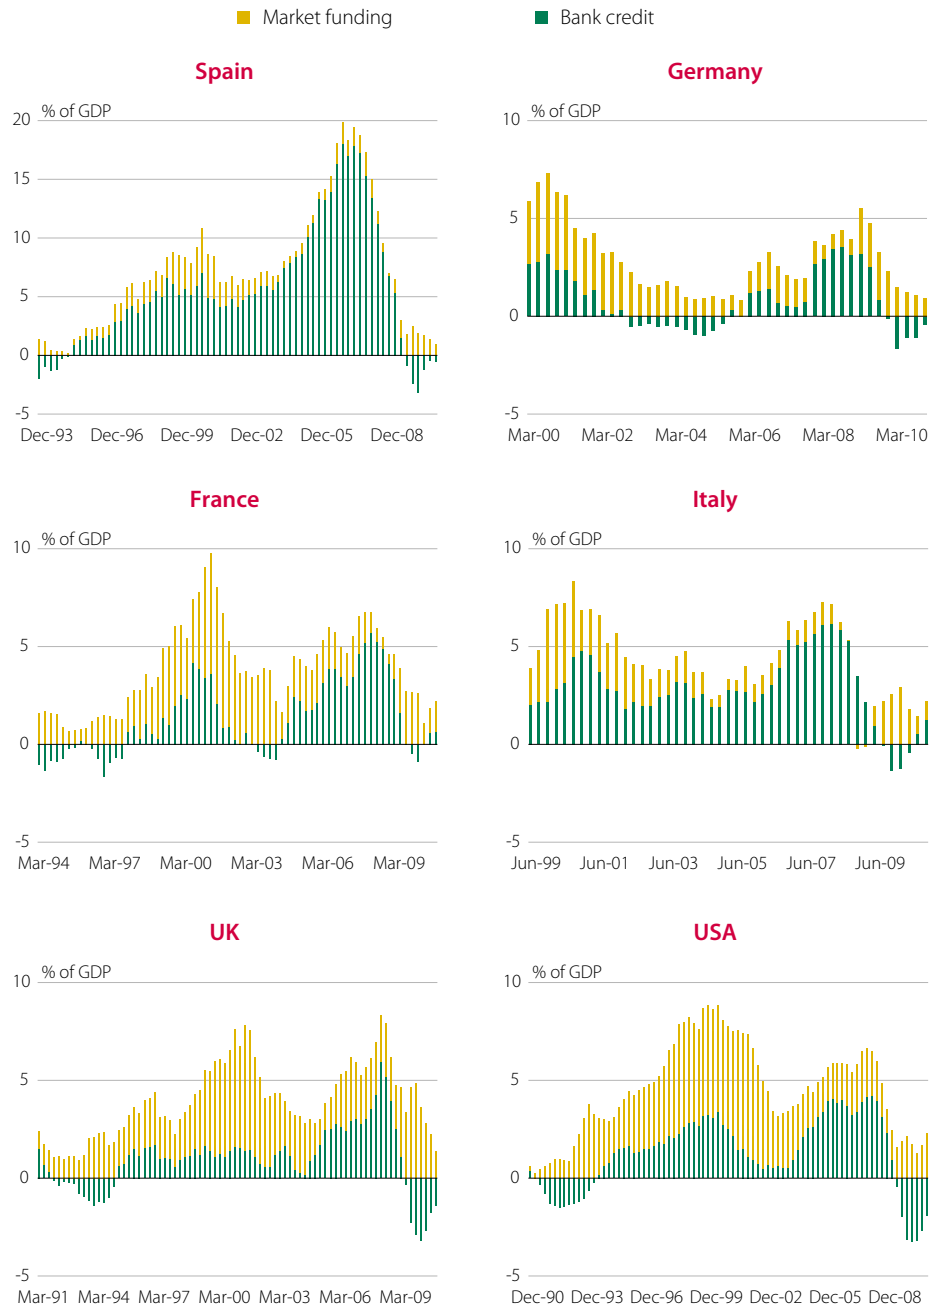 Market funding
Bank credit
Spain
% of GDP
20
15
10
5
0
-5
Dec-93 Dec-96 Dec-99 Dec-02 Dec-05 Dec-08
Germany
% of GDP
10
5
0
-5
Mar-00 Mar-02 Mar-04 Mar-06 Mar-08 Mar-10
France
% of GDP
10
5
0
-5
Mar-94 Mar-97 Mar-00 Mar-03 Mar-06 Mar-09
Italy
% of GDP
10
5
0
-5
Jun-99 Jun-01 Jun-03 Jun-05 Jun-07 Jun-09
UK
% of GDP
10
5
0
-5
Mar-91 Mar-94 Mar-97 Mar-00 Mar-03 Mar-06 Mar-09
USA
% of GDP
10
5
0
-5
Dec-90 Dec-93 Dec-96 Dec-99 Dec-02 Dec-05 Dec-08